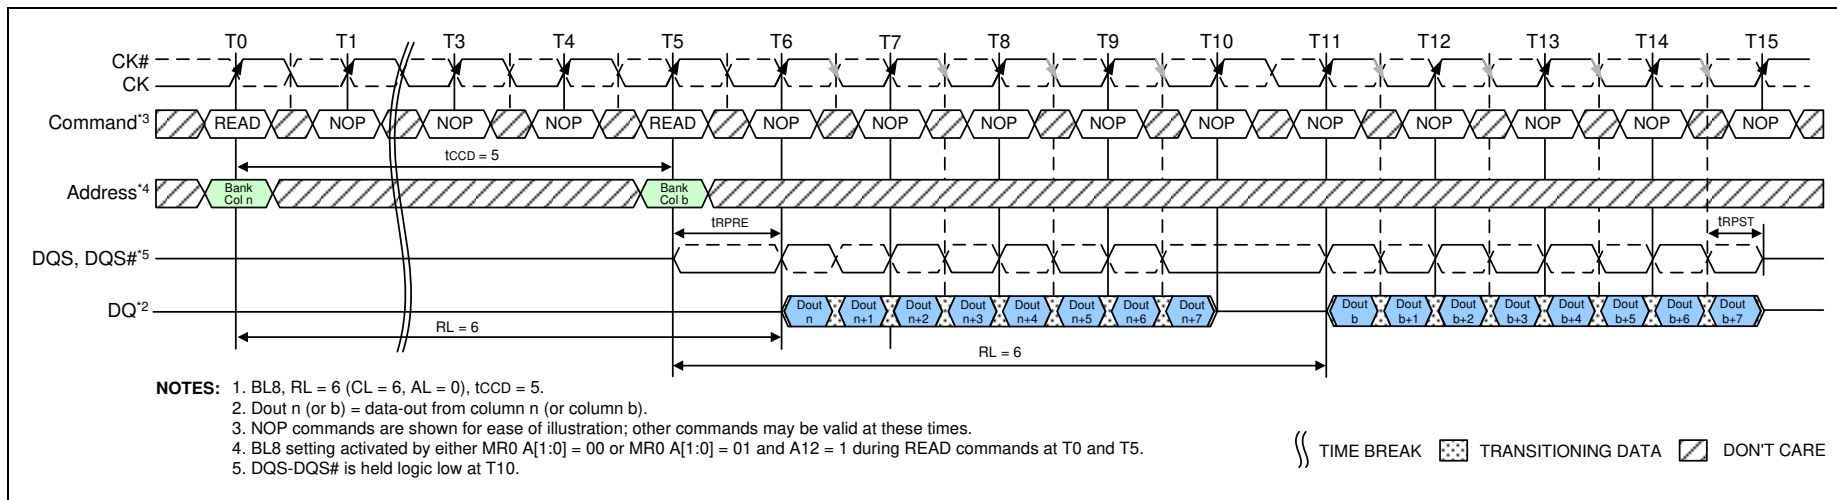 T0 T1 T3 T4 T5 T6 T7 T8 T9 T10 T11 T12 T13 T14 T15
CK#
CK
Command*3 READ NOP NOP NOP READ NOP NOP NOP NOP NOP NOP NOP NOP NOP NOP
tCCD = 5
Address*4 Bank Col n Bank Col b
tRPRE tRPST
DQS, DQS#*5
DQ*2 Dout n Dout n+1 Dout n+2 Dout n+3 Dout n+4 Dout n+5 Dout n+6 Dout n+7 Dout b Dout b+1 Dout b+2 Dout b+3 Dout b+4 Dout b+5 Dout b+6 Dout b+7
RL = 6
RL = 6
NOTES: 1. BL8, RL = 6 (CL = 6, AL = 0), tCCD = 5.
2. Dout n (or b) = data-out from column n (or column b).
3. NOP commands are shown for ease of illustration; other commands may be valid at these times.
4. BL8 setting activated by either MR0 A[1:0] = 00 or MR0 A[1:0] = 01 and A12 = 1 during READ commands at T0 and T5.
5. DQS-DQS# is held logic low at T10.
TIME BREAK TRANSITIONING DATA DON'T CARE